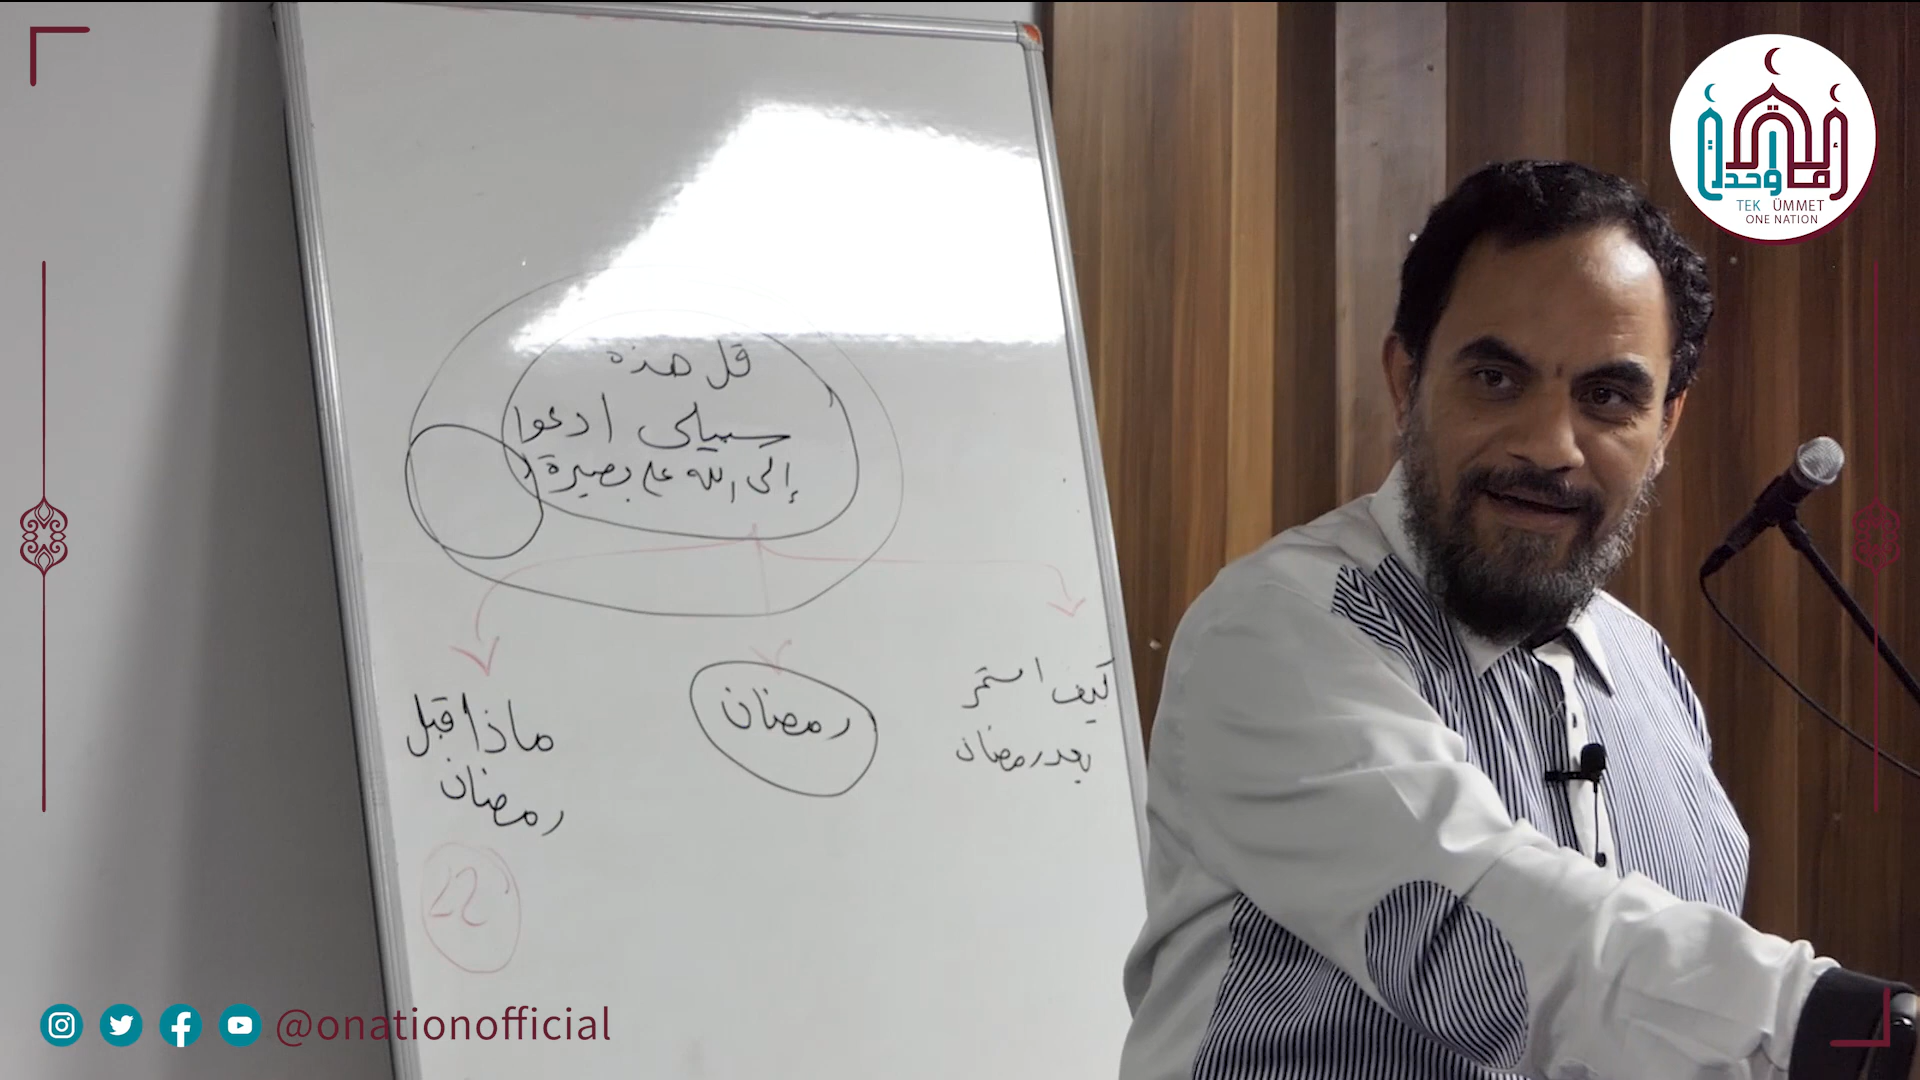 قل هذه
سبيلي ادعوا
إلى الله على بصيرة
كيف استمر
بعد رمضان
رمضان
ماذا قبل
رمضان
أمة واحدة
TEK ÜMMET
ONE NATION
@onationofficial